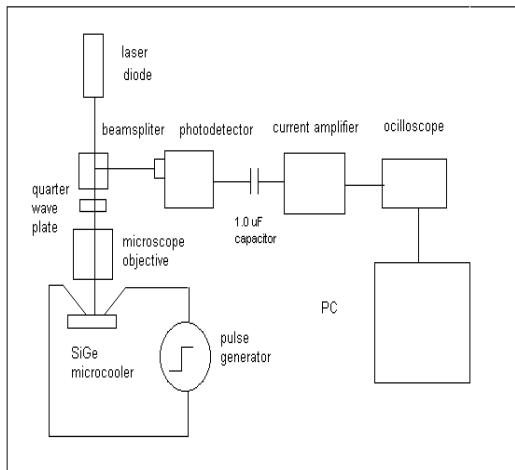 laser
diode
beamspliter
photodetector
current amplifier
ocilloscope
quarter
wave
plate
1.0 uF
capacitor
microscope
objective
PC
SiGe
microcooler
pulse
generator